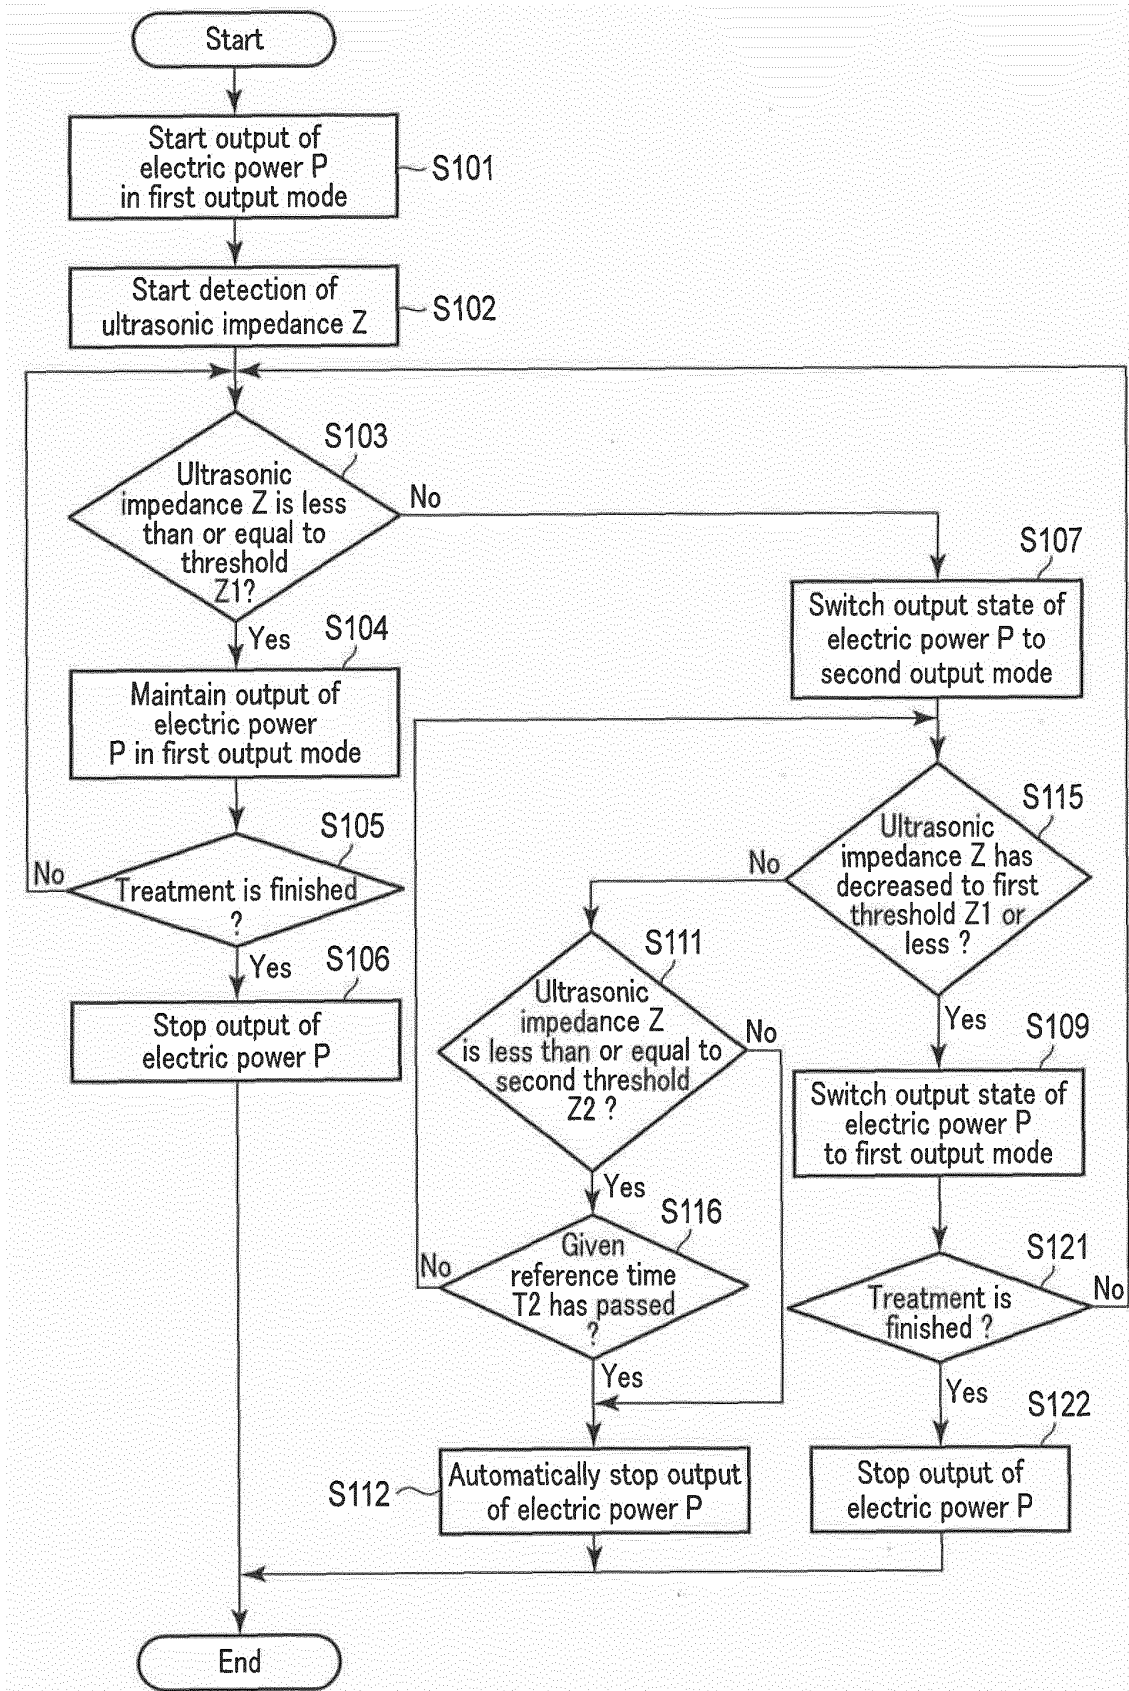 Start
Start output of
electric power P
in first output mode
S101
Start detection of
ultrasonic impedance Z
S102
S103
Ultrasonic
impedance Z is less
than or equal to
threshold
Z1?
No
Yes
S104
Maintain output of
electric power
P in first output mode
S105
No
Treatment is finished
?
Yes
S106
Stop output of
electric power P
S107
Switch output state of
electric power P to
second output mode
S115
Ultrasonic
impedance Z has
decreased to first
threshold Z1 or
less ?
No
Yes
S111
Ultrasonic
impedance Z
is less than or equal to
second threshold
Z2 ?
No
Yes
S109
Switch output state of
electric power P
to first output mode
S116
Given
reference time
T2 has passed
?
No
Yes
S121
Treatment is
finished ?
No
Yes
S112
Automatically stop output
of electric power P
S122
Stop output of
electric power P
End